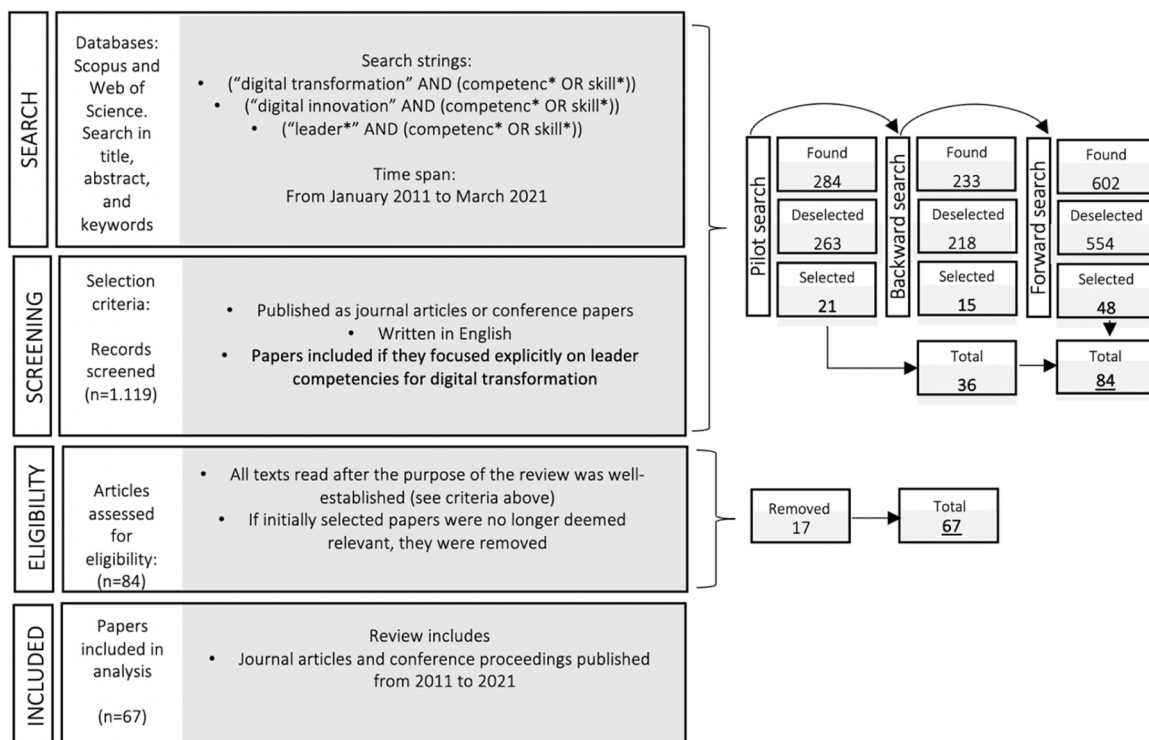 SEARCH
Databases:
Scopus and
Web of
Science.
Search in
title,
abstract,
and
keywords
Search strings:
• (“digital transformation” AND (competenc* OR skill*))
• (“digital innovation” AND (competenc* OR skill*))
• (“leader*” AND (competenc* OR skill*))
Time span:
From January 2011 to March 2021
SCREENING
Selection
criteria:
Records
screened
(n=1.119)
• Published as journal articles or conference papers
• Written in English
• Papers included if they focused explicitly on leader
competencies for digital transformation
Pilot search
Found
284
Deselected
263
Selected
21
Backward search
Found
233
Deselected
218
Selected
15
Total
36
Forward search
Found
602
Deselected
554
Selected
48
Total
84
ELIGIBILITY
Articles
assessed
for
eligibility:
(n=84)
• All texts read after the purpose of the review was well-
established (see criteria above)
• If initially selected papers were no longer deemed
relevant, they were removed
Removed
17
Total
67
INCLUDED
Papers
included in
analysis
(n=67)
Review includes
• Journal articles and conference proceedings published
from 2011 to 2021